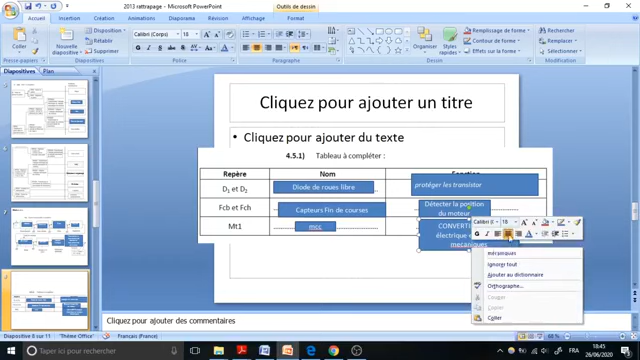 2013 rattrapage - Microsoft PowerPoint
Outils de dessin
Accueil Insertion Création Animations Diaporama Révision Affichage Format
Coller
Nouvelle diapositive
Disposition
Rétablir
Supprimer
Calibri (Corps) 18
Organiser
Styles rapides
Remplissage de forme
Contour de forme
Effets sur la forme
Rechercher
Remplacer
Sélectionner
Presse-papiers Diapositives Police Paragraphe Dessin Modification
Diapositives Plan
Cliquez pour ajouter un titre
• Cliquez pour ajouter du texte
4.5.1) Tableau à compléter :
Repère Nom Fonction
D1 et D2 Diode de roues libre protéger les transistor
Fcb et Fch Capteurs Fin de courses Détecter la position
du moteur
Mt1 mcc CONVERTI
électrique e
mecaniques
Calibri (C 18
G I
mécaniques
Ignorer tout
Ajouter au dictionnaire
Orthographe...
Couper
Copier
Coller
Cliquez pour ajouter des commentaires
Diapositive 8 sur 11 "Thème Office" Français (France) 68 %
Taper ici pour rechercher
FR
18:45
26/06/2020